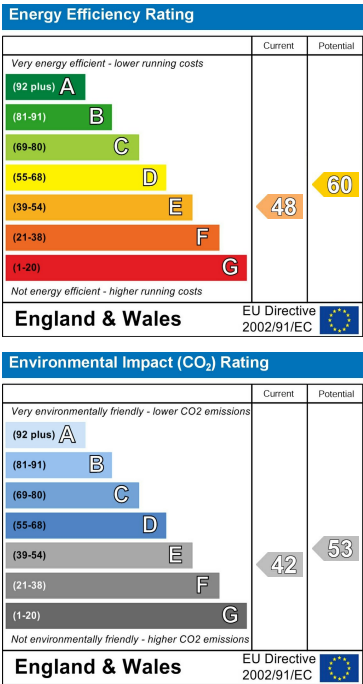 Energy Efficiency Rating
Current Potential
Very energy efficient - lower running costs
(92 plus) A
(81-91) B
(69-80) C
(55-68) D
(39-54) E
(21-38) F
(1-20) G
48
60
Not energy efficient - higher running costs
England & Wales
EU Directive
2002/91/EC
Environmental Impact (CO₂) Rating
Current Potential
Very environmentally friendly - lower CO2 emissions
(92 plus) A
(81-91) B
(69-80) C
(55-68) D
(39-54) E
(21-38) F
(1-20) G
42
53
Not environmentally friendly - higher CO2 emissions
England & Wales
EU Directive
2002/91/EC